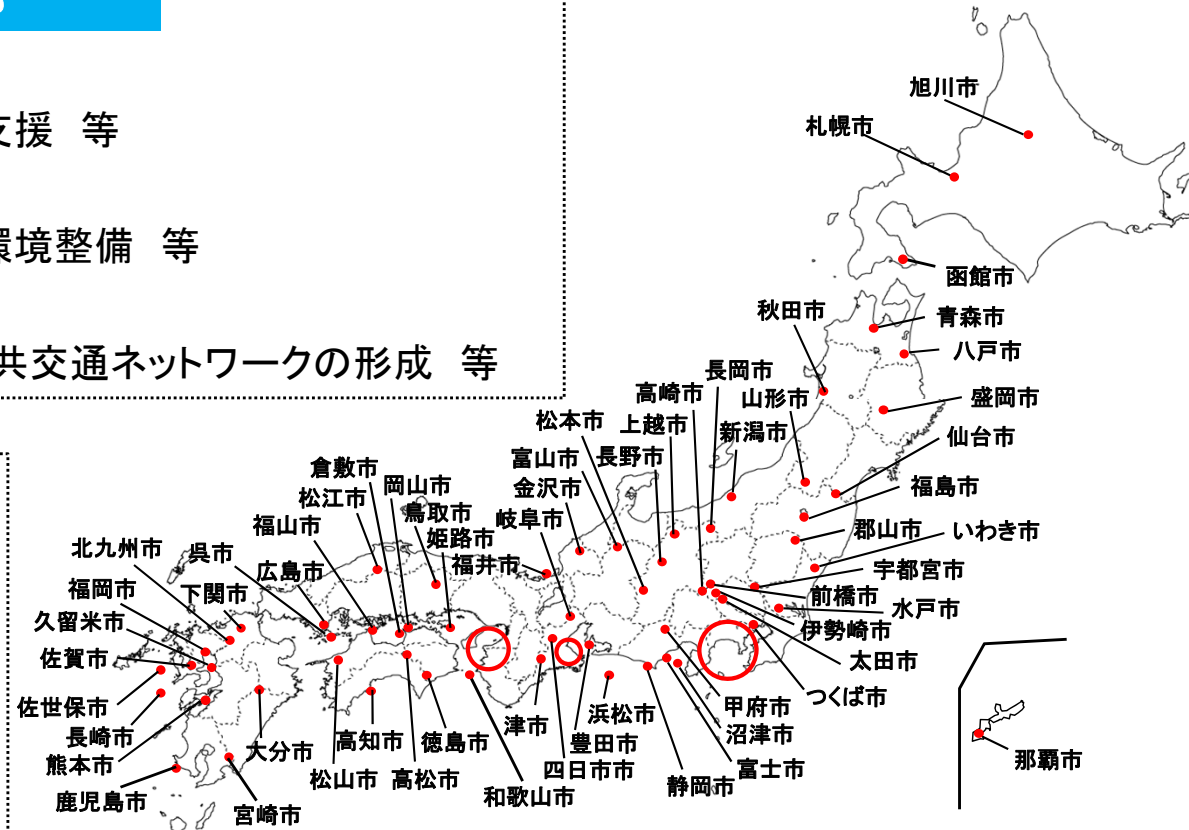 支援 等
環境整備 等
共交通ネットワークの形成 等
旭川市
札幌市
函館市
秋田市
青森市
八戸市
長岡市
高崎市
山形市
盛岡市
松本市
上越市
新潟市
仙台市
富山市
長野市
倉敷市
岡山市
金沢市
福島市
松江市
鳥取市
岐阜市
福山市
姫路市
郡山市
いわき市
北九州市
呉市
広島市
福井市
宇都宮市
福岡市
下関市
前橋市
水戸市
久留米市
伊勢崎市
佐賀市
太田市
つくば市
佐世保市
長崎市
熊本市
大分市
高知市
徳島市
津市
浜松市
甲府市
沼津市
豊田市
四日市市
富士市
松山市
高松市
静岡市
和歌山市
鹿児島市
宮崎市
那覇市